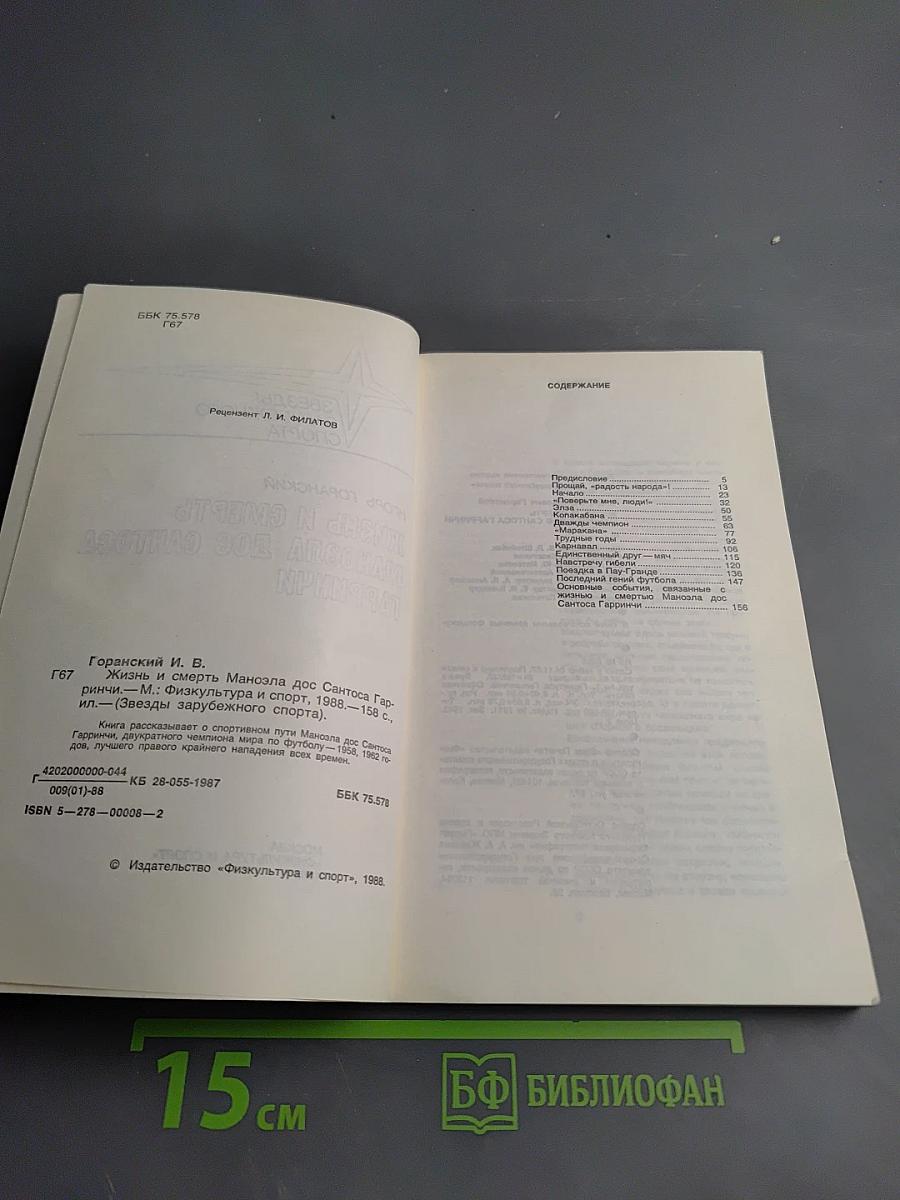 ББК 75.578
Г67
Рецензент Л. И. ФИЛАТОВ
Горанский И. В.
Г67 Жизнь и смерть Маноэла дос Сантоса Гар-
ринчи.— М.: Физкультура и спорт, 1988.— 158 с.,
ил.— (Звезды зарубежного спорта).
Книга рассказывает о спортивном пути Маноэла дос Сантоса
Гарринчи, двукратного чемпиона мира по футболу — 1958, 1962 го-
дов, лучшего правого крайнего нападения всех времен.
Г 4202000000-044
009(01)-88 КБ 28-055-1987
ББК 75.578
ISBN 5—278—00008—2
© Издательство «Физкультура и спорт», 1988.
СОДЕРЖАНИЕ
Предисловие 5
Прощай, «радость народа»! 13
Начало 23
«Поверьте мне, люди!» 32
Элза 50
Копакабана 55
Дважды чемпион 63
«Маракана» 77
Трудные годы 92
Карнавал 106
Единственный друг — мяч 115
Навстречу гибели 120
Поездка в Пау-Гранде 136
Последний гений футбола 147
Основные события, связанные с
жизнью и смертью Маноэла дос
Сантоса Гарринчи 156
15 см
БФ БИБЛИОФАН